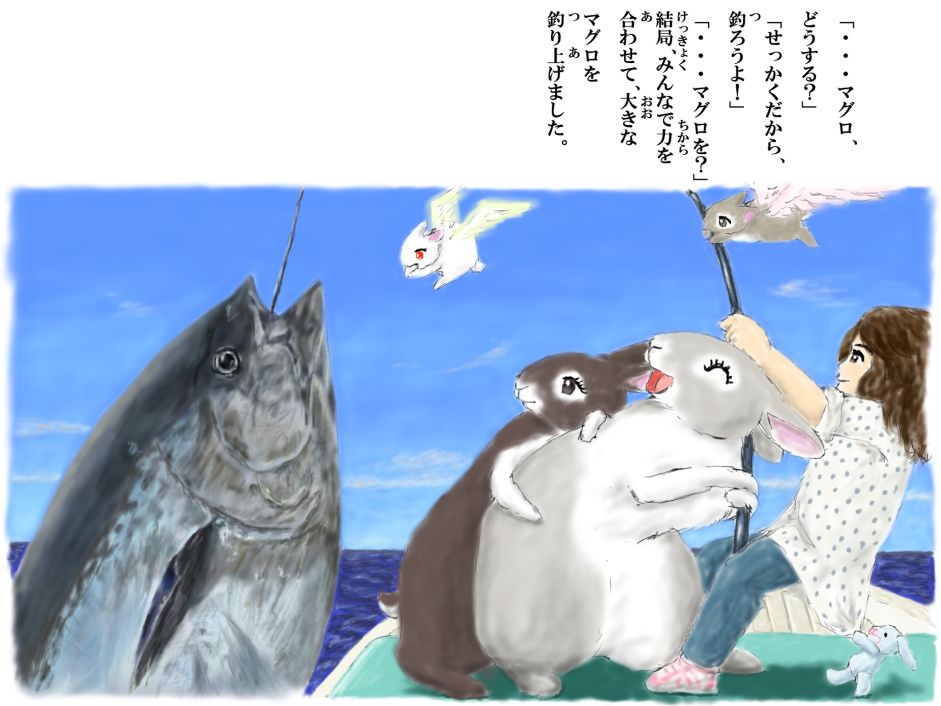 「・・・マグロ、
どうする？」
「せっかくだから、
釣ろうよ！」
「・・・マグロを？」
結局、みんなで力を
合わせて、大きな
マグロを
釣り上げました。